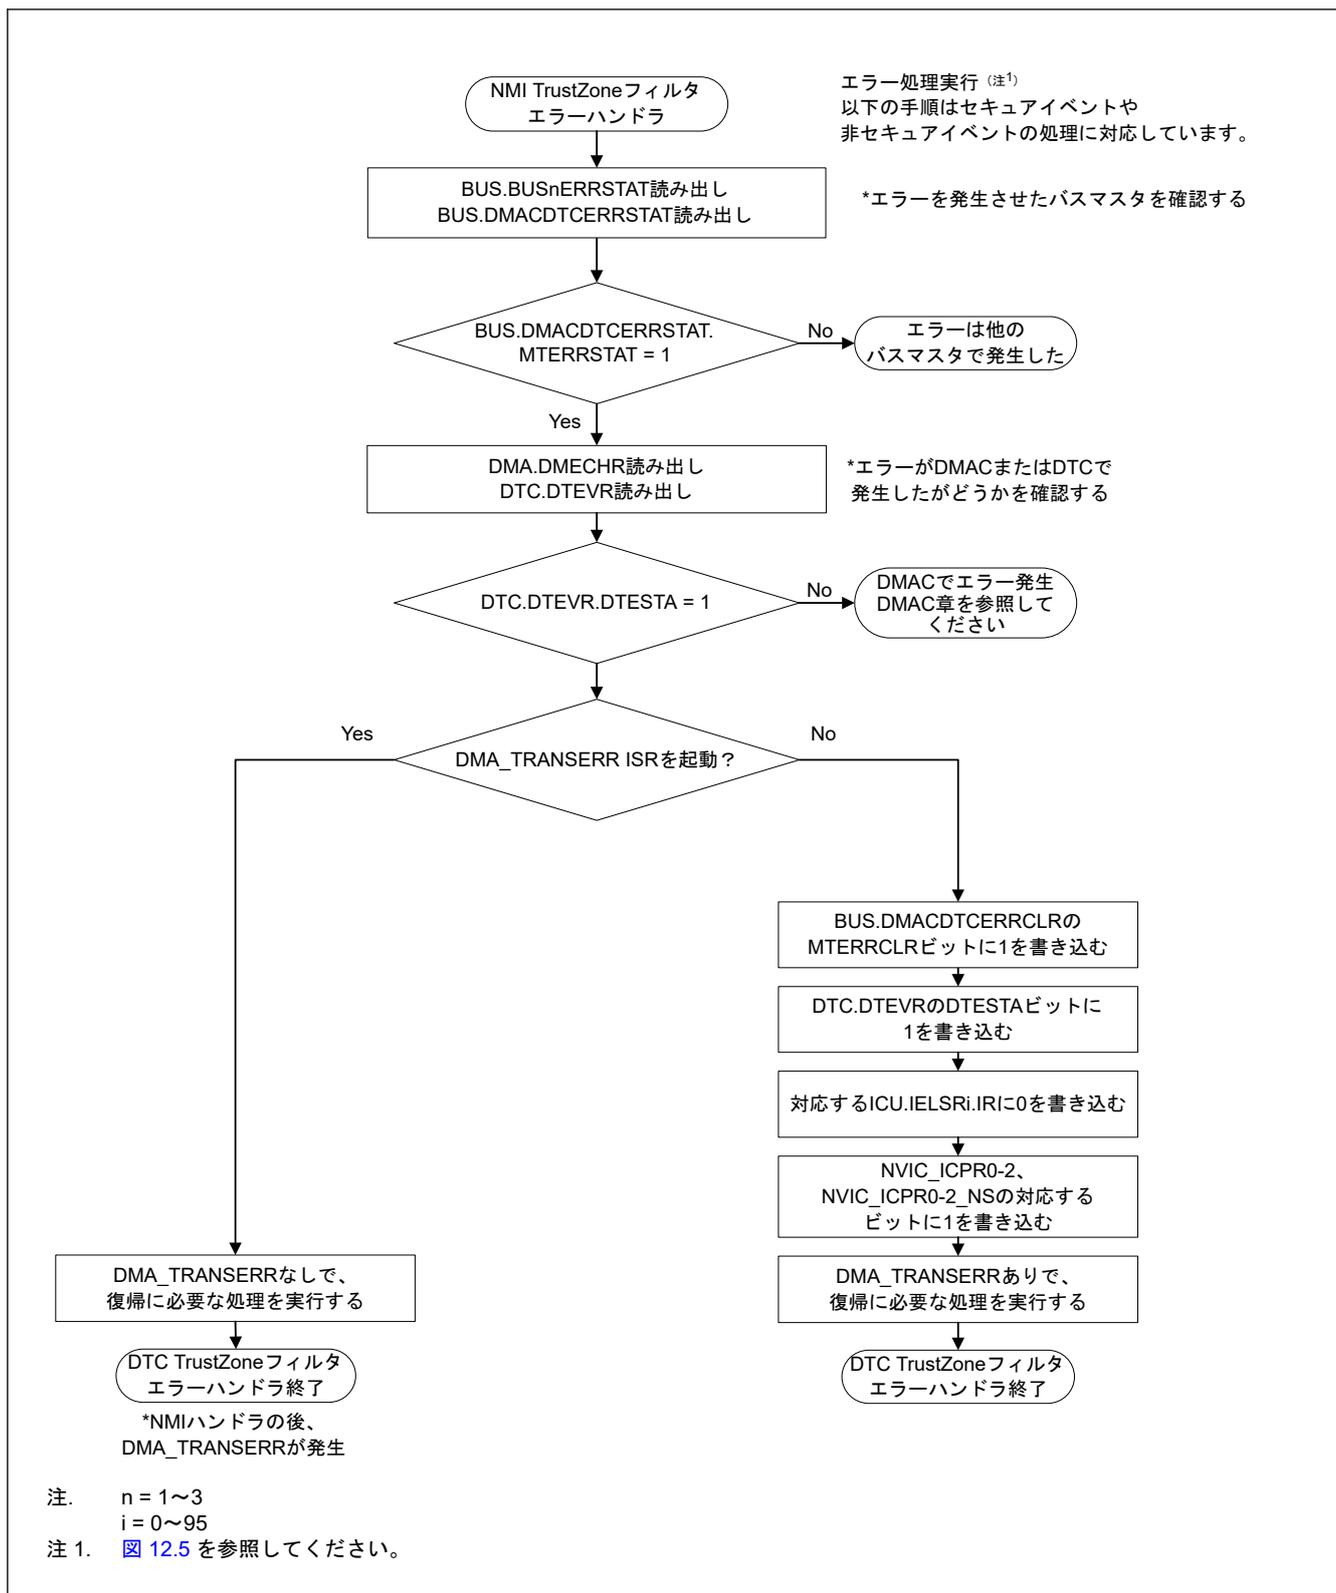 NMI TrustZoneフィルタ
エラーハンドラ
エラー処理実行（注1）
以下の手順はセキュアイベントや
非セキュアイベントの処理に対応しています。
BUS.BUSnERRSTAT読み出し
BUS.DMACDTCERRSTAT読み出し
*エラーを発生させたバスマスタを確認する
BUS.DMACDTCERRSTAT.
MTERRSTAT = 1
No
エラーは他の
バスマスタで発生した
Yes
DMA.DMECHR読み出し
DTC.DTEVR読み出し
*エラーがDMACまたはDTCで
発生したがどうかを確認する
DTC.DTEVR.DTESTA = 1
No
DMACでエラー発生
DMAC章を参照して
ください
Yes
DMA_TRANSERR ISRを起動？
No
BUS.DMACDTCERRCLRの
MTERRCLRビットに1を書き込む
DTC.DTEVRのDTESTAビットに
1を書き込む
対応するICU.IELSRi.IRに0を書き込む
NVIC_ICPR0-2、
NVIC_ICPR0-2_NSの対応する
ビットに1を書き込む
DMA_TRANSERRなしで、
復帰に必要な処理を実行する
DMA_TRANSERRありで、
復帰に必要な処理を実行する
DTC TrustZoneフィルタ
エラーハンドラ終了
DTC TrustZoneフィルタ
エラーハンドラ終了
*NMIハンドラの後、
DMA_TRANSERRが発生
注. n = 1～3
i = 0～95
注 1. 図 12.5 を参照してください。